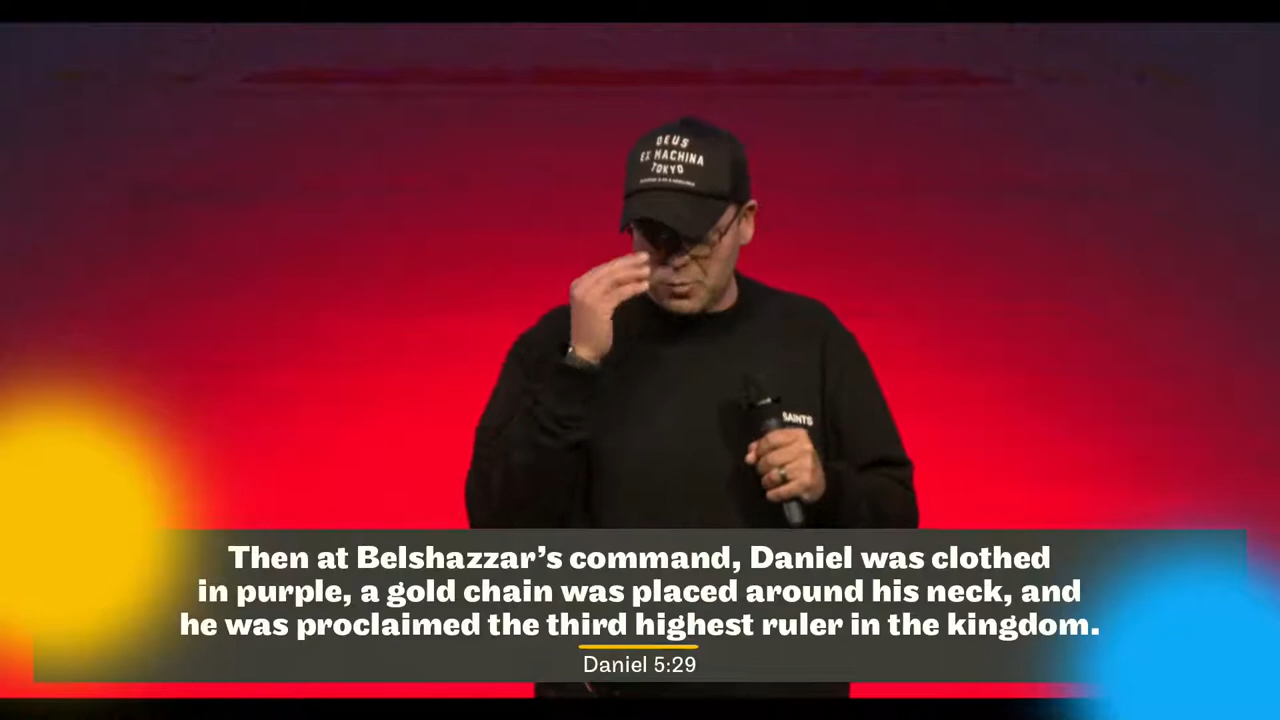 DEUS
EX MACHINA
TOKYO
SAINTS
Then at Belshazzar’s command, Daniel was clothed
in purple, a gold chain was placed around his neck, and
he was proclaimed the third highest ruler in the kingdom.
Daniel 5:29